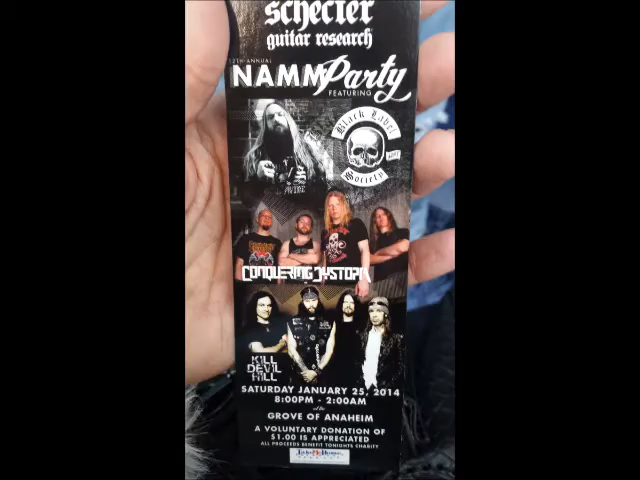 schecter
guitar research
12TH ANNUAL
NAMM Party
FEATURING
Black Label
Society
CONQUERING DYSTOPIA
KILL
DEVIL
HILL
SATURDAY JANUARY 25, 2014
8:00PM - 2:00AM
at the
GROVE OF ANAHEIM
A VOLUNTARY DONATION OF
$1.00 IS APPRECIATED
ALL PROCEEDS BENEFIT TONIGHTS CHARITY